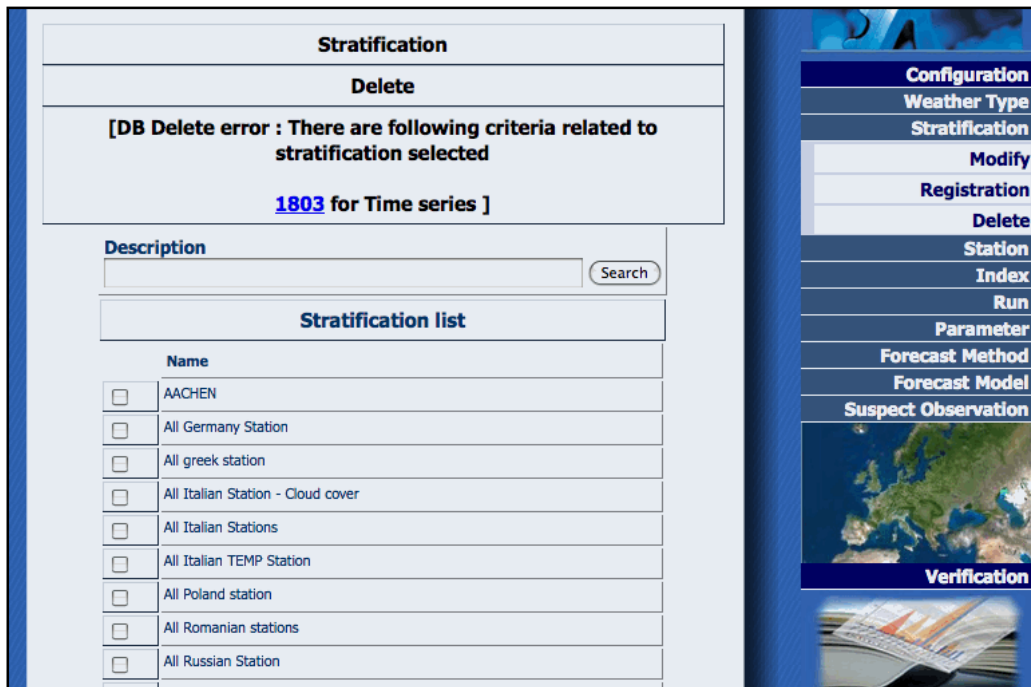 Stratification
Delete
[DB Delete error : There are following criteria related to
stratification selected
1803 for Time series ]
Description
Search
Stratification list
Name
AACHEN
All Germany Station
All greek station
All Italian Station - Cloud cover
All Italian Stations
All Italian TEMP Station
All Poland station
All Romanian stations
All Russian Station
Configuration
Weather Type
Stratification
Modify
Registration
Delete
Station
Index
Run
Parameter
Forecast Method
Forecast Model
Suspect Observation
Verification